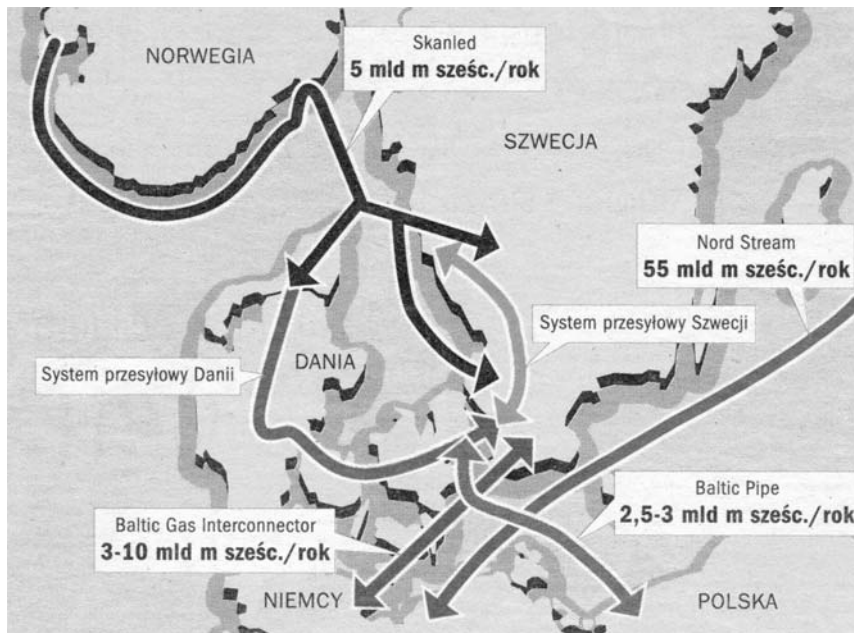 NORWEGIA
Skanled
5 mld m sześc./rok
SZWECJA
Nord Stream
55 mld m sześc./rok
System przesyłowy Szwecji
DANIA
System przesyłowy Danii
Baltic Pipe
2,5-3 mld m sześc./rok
Baltic Gas Interconnector
3-10 mld m sześc./rok
NIEMCY
POLSKA